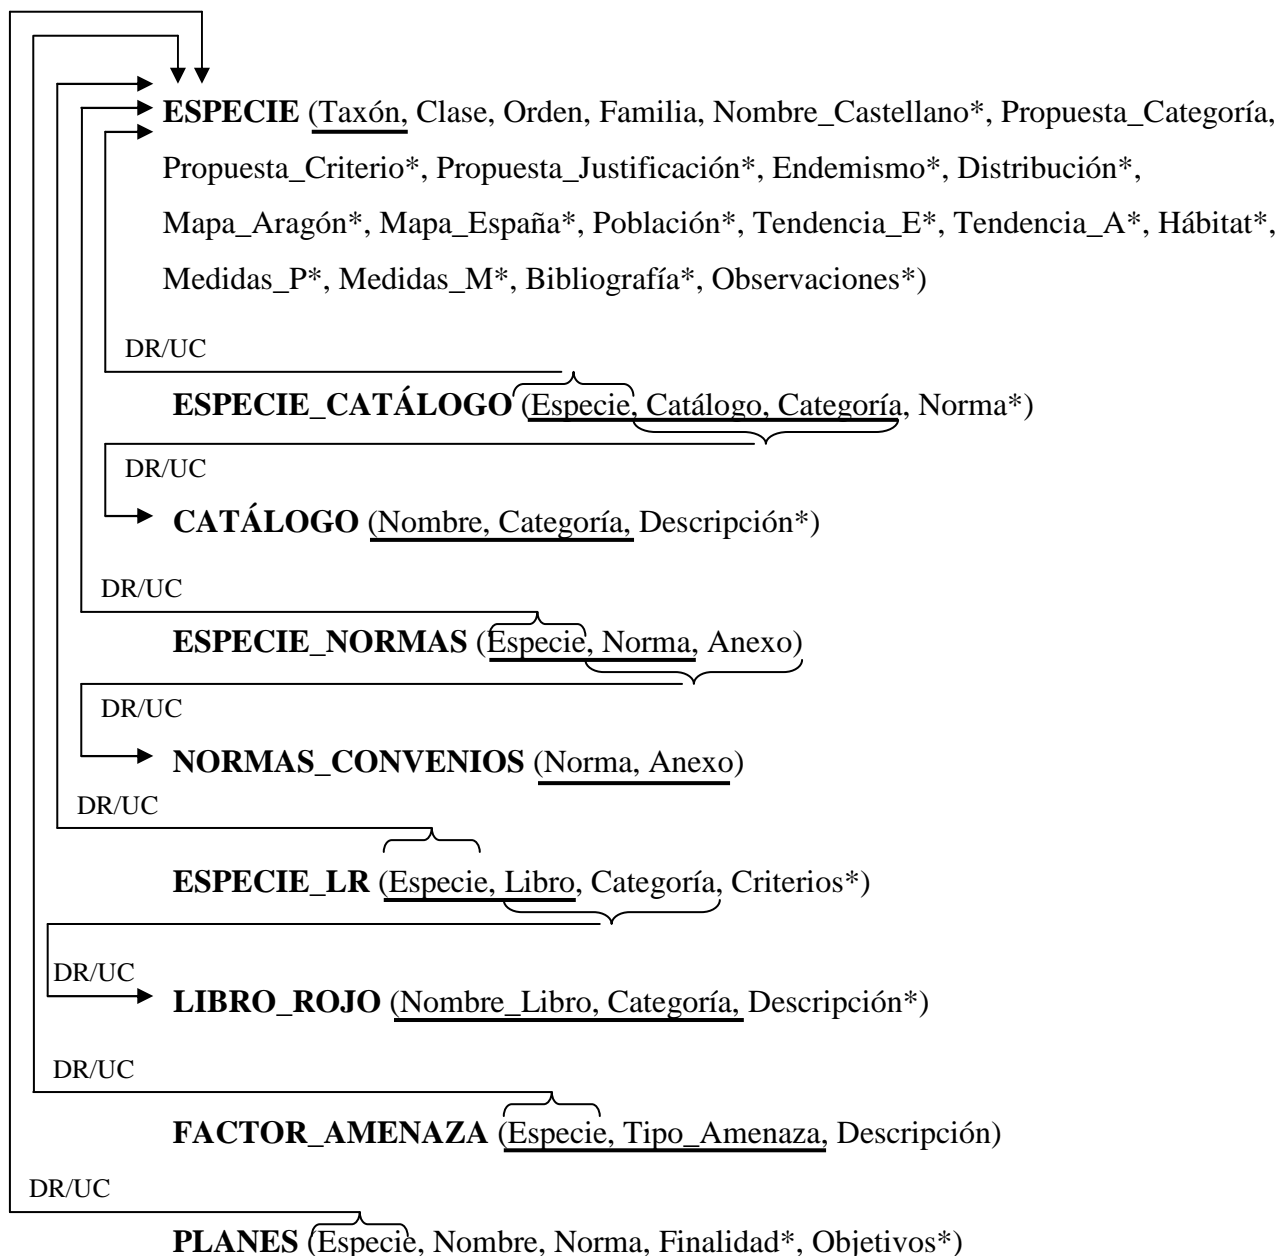 ESPECIE (Taxón, Clase, Orden, Familia, Nombre_Castellano*, Propuesta_Categoría,
Propuesta_Criterio*, Propuesta_Justificación*, Endemismo*, Distribución*,
Mapa_Aragón*, Mapa_España*, Población*, Tendencia_E*, Tendencia_A*, Hábitat*,
Medidas_P*, Medidas_M*, Bibliografía*, Observaciones*)
DR/UC
ESPECIE_CATÁLOGO (Especie, Catálogo, Categoría, Norma*)
DR/UC
CATÁLOGO (Nombre, Categoría, Descripción*)
DR/UC
ESPECIE_NORMAS (Especie, Norma, Anexo)
DR/UC
NORMAS_CONVENIOS (Norma, Anexo)
DR/UC
ESPECIE_LR (Especie, Libro, Categoría, Criterios*)
DR/UC
LIBRO_ROJO (Nombre_Libro, Categoría, Descripción*)
DR/UC
FACTOR_AMENAZA (Especie, Tipo_Amenaza, Descripción)
DR/UC
PLANES (Especie, Nombre, Norma, Finalidad*, Objetivos*)